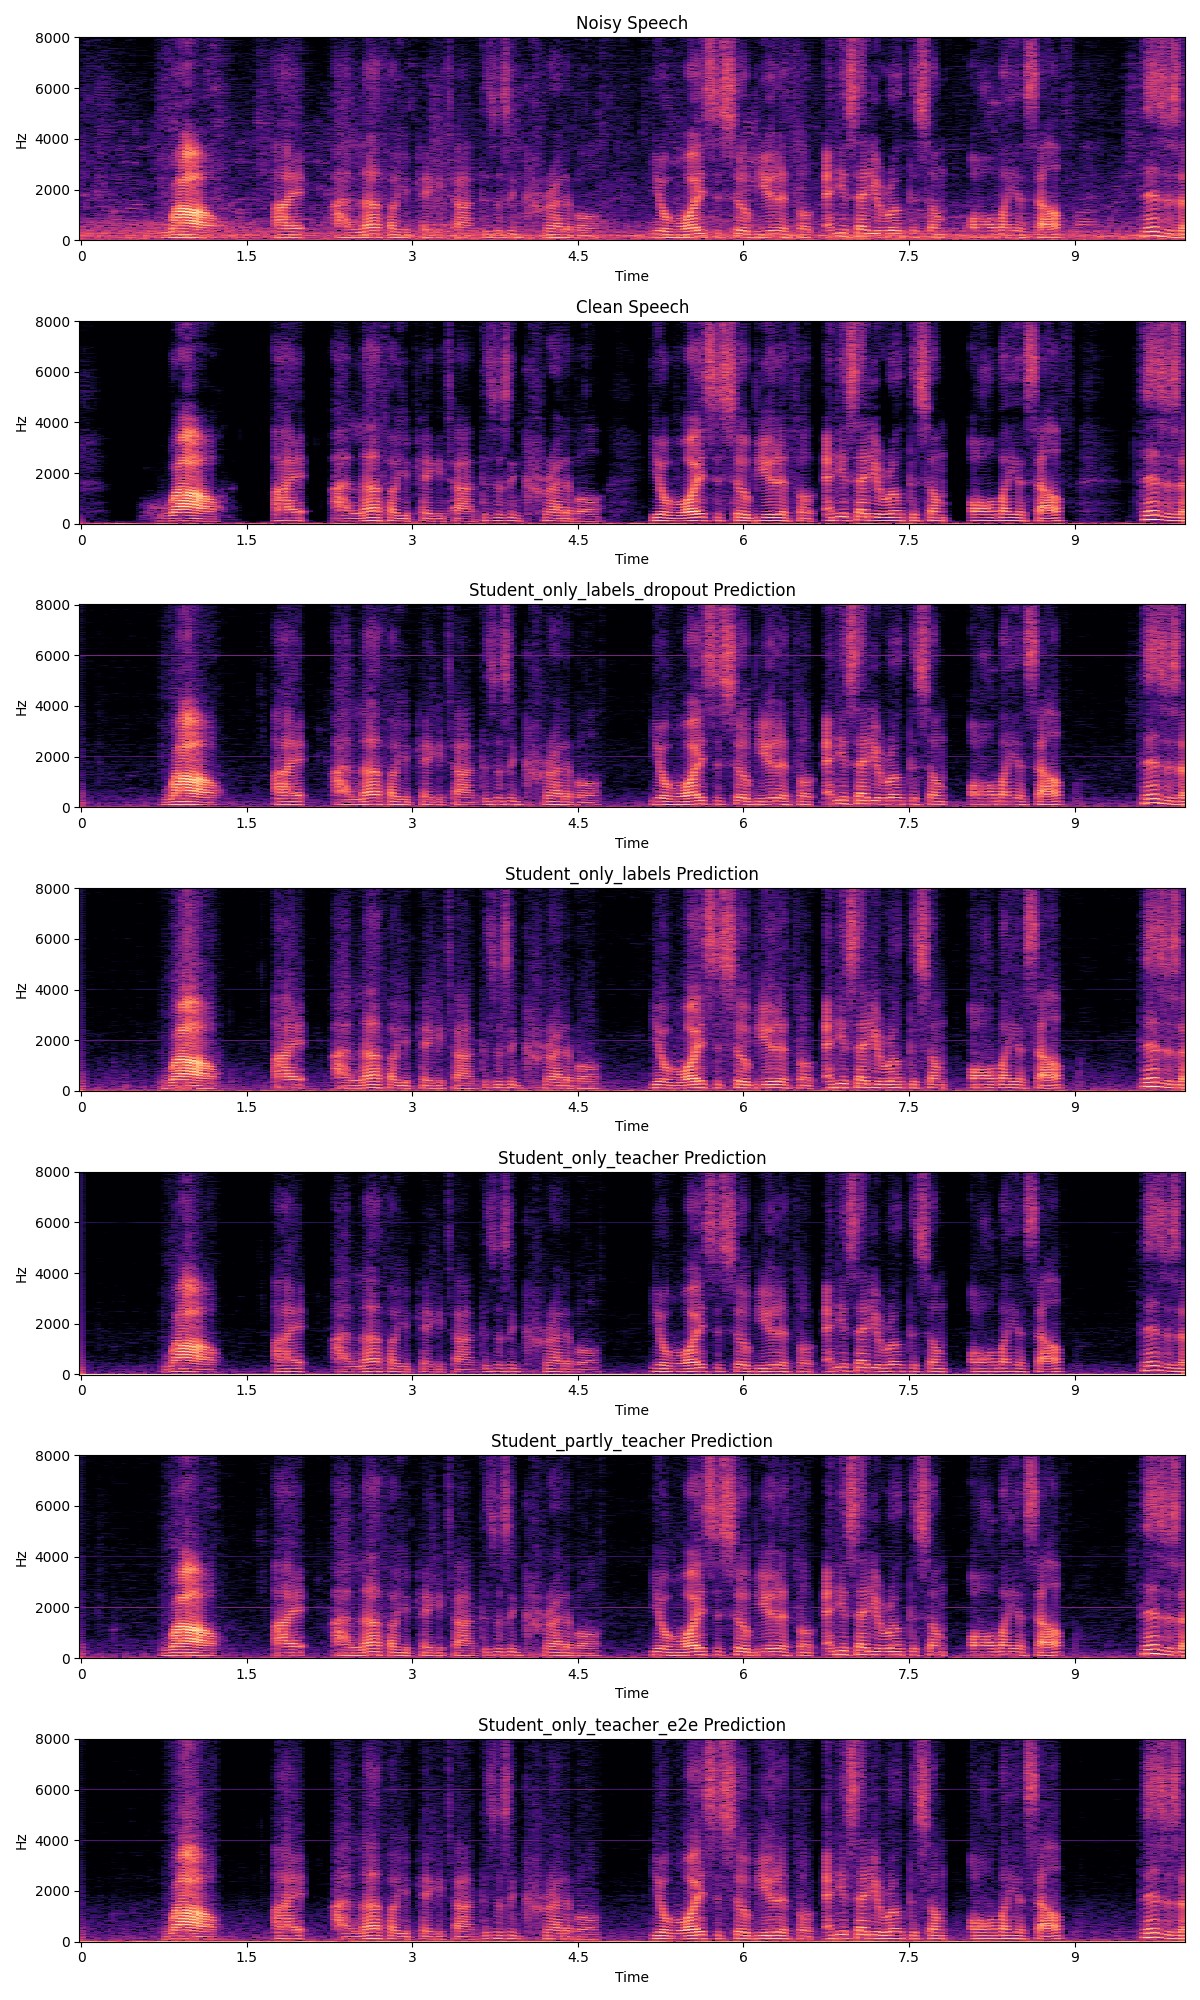 Noisy Speech
8000
6000
4000
2000
0
Hz
0 1.5 3 4.5 6 7.5 9
Time
Clean Speech
8000
6000
4000
2000
0
Hz
0 1.5 3 4.5 6 7.5 9
Time
Student_only_labels_dropout Prediction
8000
6000
4000
2000
0
Hz
0 1.5 3 4.5 6 7.5 9
Time
Student_only_labels Prediction
8000
6000
4000
2000
0
Hz
0 1.5 3 4.5 6 7.5 9
Time
Student_only_teacher Prediction
8000
6000
4000
2000
0
Hz
0 1.5 3 4.5 6 7.5 9
Time
Student_partly_teacher Prediction
8000
6000
4000
2000
0
Hz
0 1.5 3 4.5 6 7.5 9
Time
Student_only_teacher_e2e Prediction
8000
6000
4000
2000
0
Hz
0 1.5 3 4.5 6 7.5 9
Time